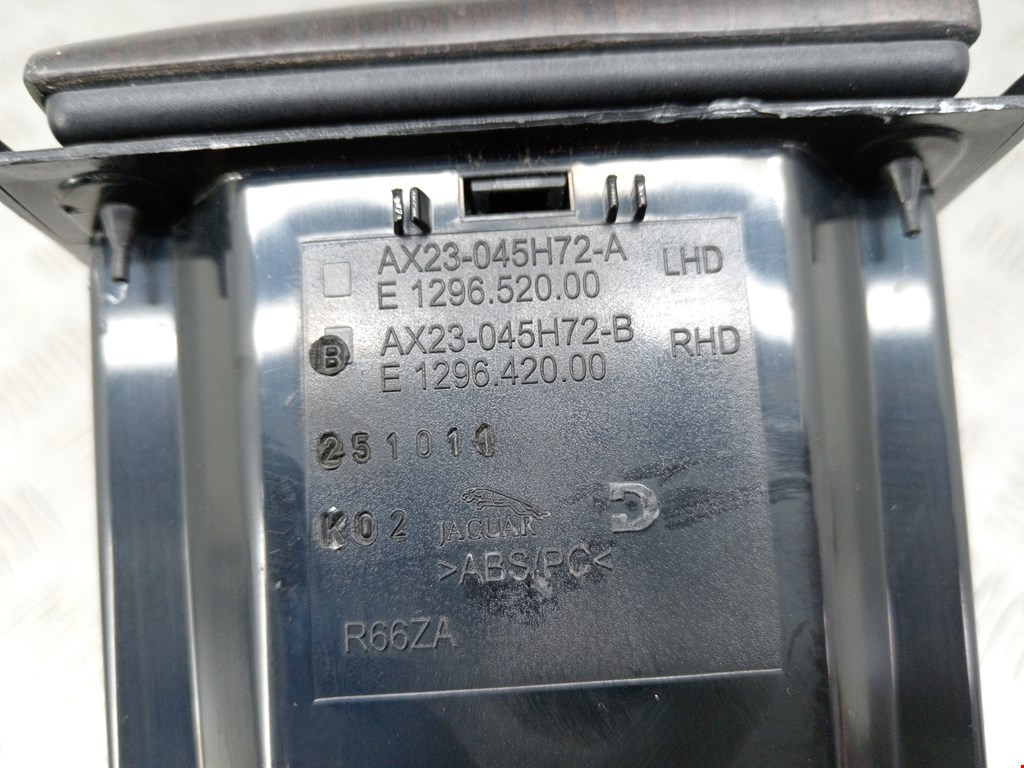 AX23-045H72-A LHD
E 1296.520.00
B AX23-045H72-B RHD
E 1296.420.00
251011
K02 JAGUAR D
>ABS/PC<
R66ZA